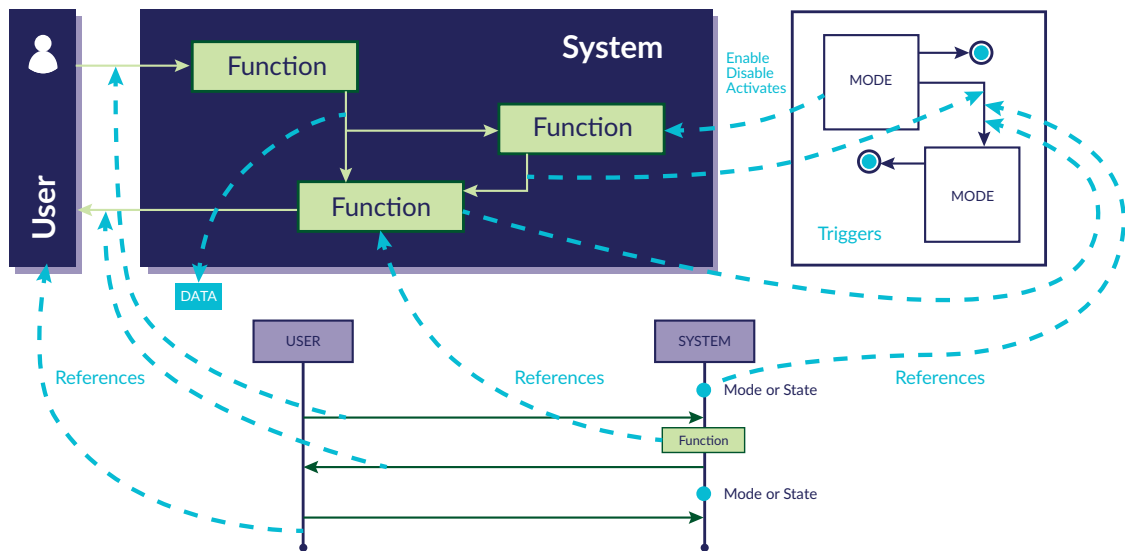 User
System
Function
Function
Function
DATA
Enable
Disable
Activates
MODE
MODE
Triggers
USER
SYSTEM
References
References
References
Mode or State
Function
Mode or State